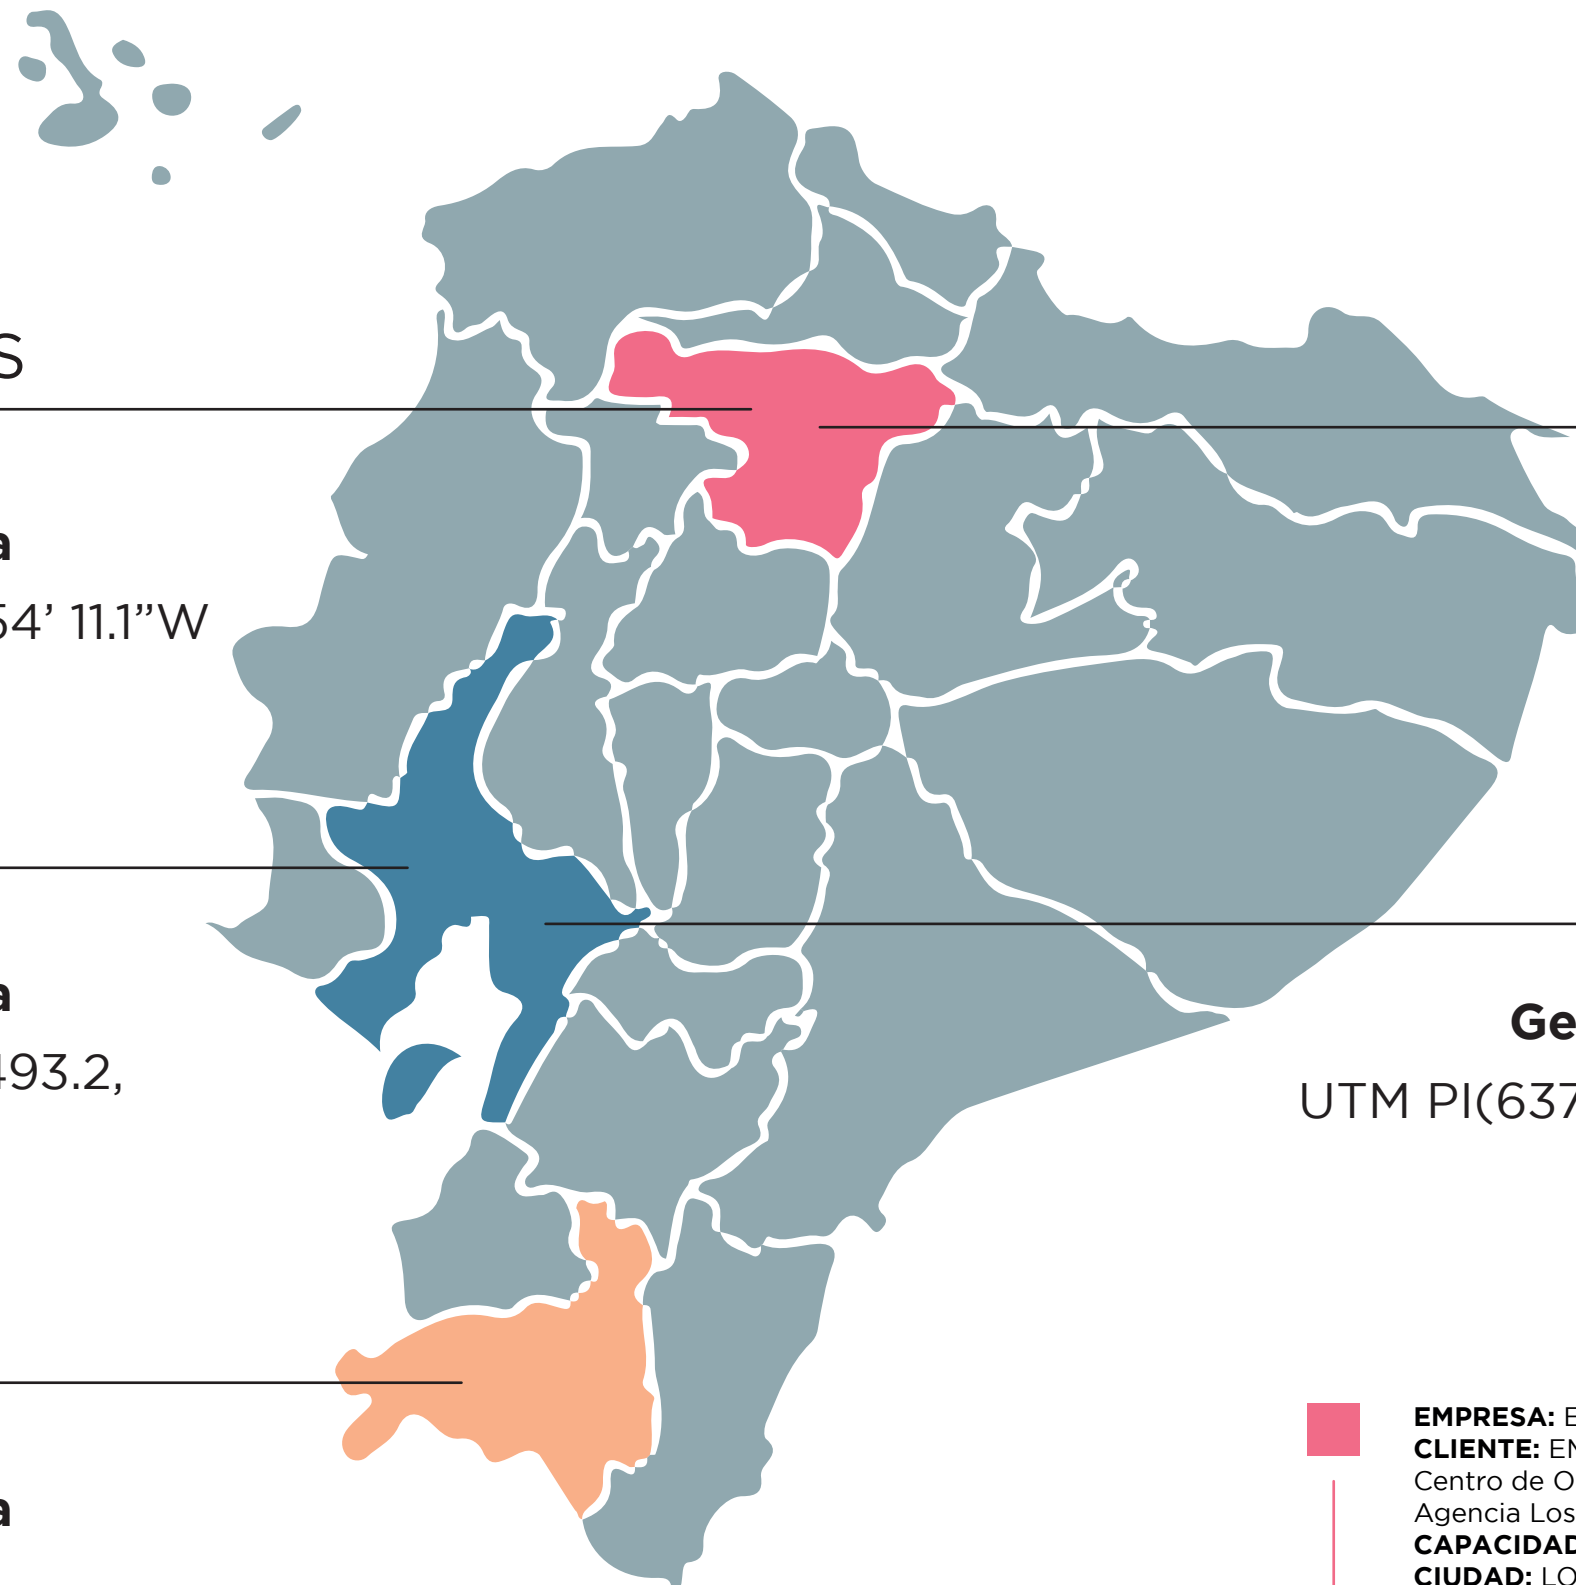 S
a
54’ 11.1”W
a
493.2,
Ge
UTM PI(637
a
EMPRESA: E
CLIENTE: EN
Centro de O
Agencia Los
CAPACIDAD
CIUDAD: LO